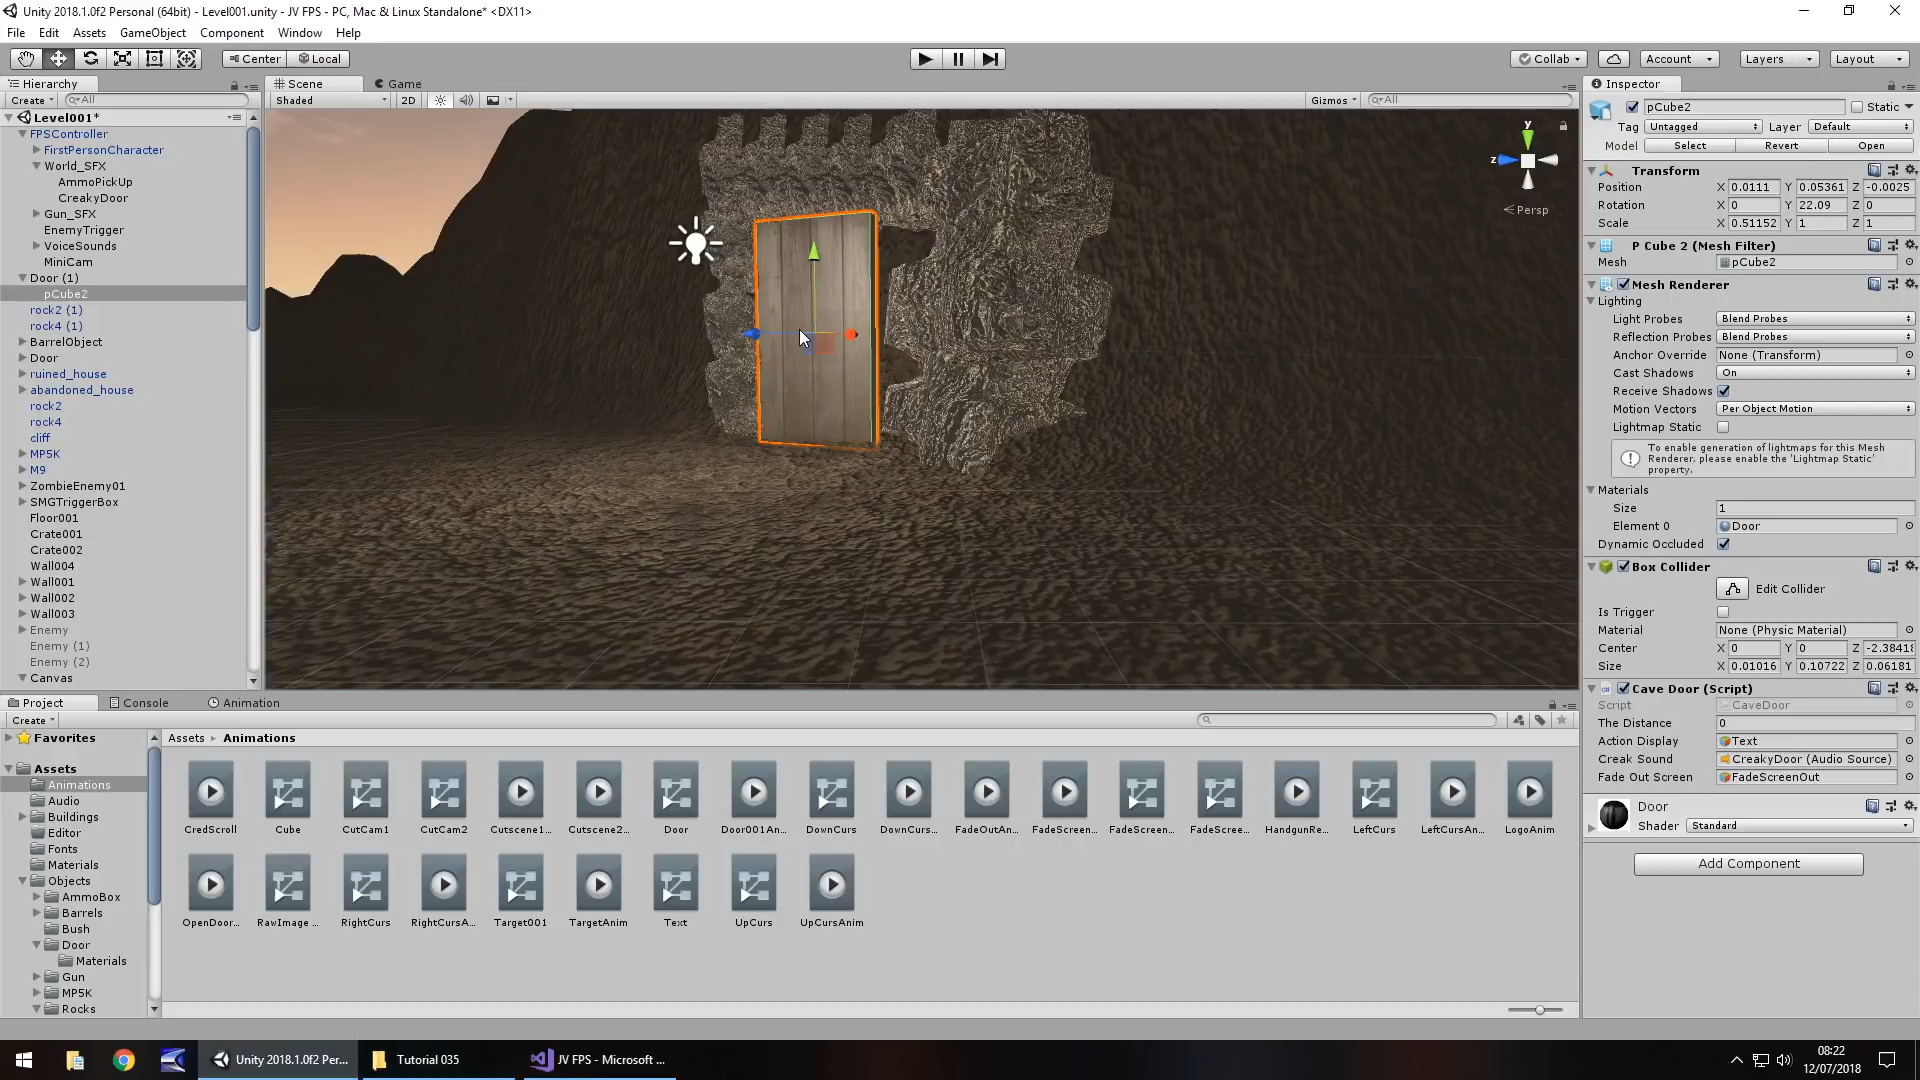 Unity 2018.1.0f2 Personal (64bit) - Level001.unity - JV FPS - PC, Mac & Linux Standalone* <DX11>
File Edit Assets GameObject Component Window Help
Center Local Collab Account Layers Layout
Hierarchy Scene Game Inspector
Create All Shaded 2D Gizmos All
Level001*
FPSController
FirstPersonCharacter
World_SFX
AmmoPickUp
CreakyDoor
Gun_SFX
EnemyTrigger
VoiceSounds
MiniCam
Door (1)
pCube2
rock2 (1)
rock4 (1)
BarrelObject
Door
ruined_house
abandoned_house
rock2
rock4
cliff
MP5K
M9
ZombieEnemy01
SMGTriggerBox
Floor001
Crate001
Crate002
Wall004
Wall001
Wall002
Wall003
Enemy
Enemy (1)
Enemy (2)
Canvas
y
z
Persp
pCube2 Static
Tag Untagged Layer Default
Model Select Revert Open
Transform
Position X 0.0111 Y 0.05361 Z -0.0025
Rotation X 0 Y 22.09 Z 0
Scale X 0.51152 Y 1 Z 1
P Cube 2 (Mesh Filter)
Mesh pCube2
Mesh Renderer
Lighting
Light Probes Blend Probes
Reflection Probes Blend Probes
Anchor Override None (Transform)
Cast Shadows On
Receive Shadows
Motion Vectors Per Object Motion
Lightmap Static
To enable generation of lightmaps for this Mesh
Renderer, please enable the 'Lightmap Static'
property.
Materials
Size 1
Element 0 Door
Dynamic Occluded
Box Collider
Edit Collider
Is Trigger
Material None (Physic Material)
Center X 0 Y 0 Z -2.3841
Size X 0.01016 Y 0.10722 Z 0.06181
Cave Door (Script)
Script CaveDoor
The Distance 0
Action Display Text
Creak Sound CreakyDoor (Audio Source)
Fade Out Screen FadeScreenOut
Door
Shader Standard
Add Component
Project Console Animation
Create
Favorites
Assets
Animations
Audio
Buildings
Editor
Fonts
Materials
Objects
AmmoBox
Barrels
Bush
Door
Materials
Gun
MP5K
Rocks
Assets Animations
CredScroll Cube CutCam1 CutCam2 Cutscene1... Cutscene2... Door Door001An... DownCurs DownCurs... FadeOutAn... FadeScreen... FadeScreen... FadeScree... HandgunRe... LeftCurs LeftCursAn... LogoAnim
OpenDoor... RawImage ... RightCurs RightCursA... Target001 TargetAnim Text UpCurs UpCursAnim
Unity 2018.1.0f2 Per... Tutorial 035 JV FPS - Microsoft ...
08:22
12/07/2018